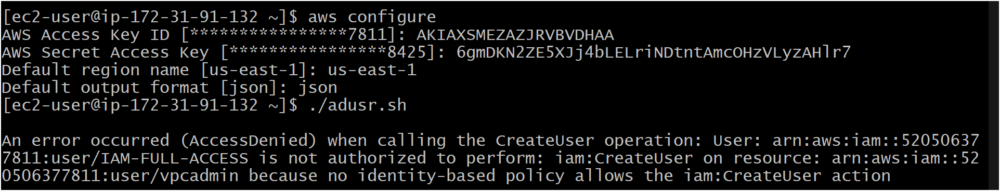 [ec2-user@ip-172-31-91-132 ~]$ aws configure
AWS Access Key ID [****************7811]: AKIAXSMEZAZJRVBVDHAA
AWS Secret Access Key [****************8425]: 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
Default region name [us-east-1]: us-east-1
Default output format [json]: json
[ec2-user@ip-172-31-91-132 ~]$ ./adusr.sh
An error occurred (AccessDenied) when calling the CreateUser operation: User: arn:aws:iam::52050637
7811:user/IAM-FULL-ACCESS is not authorized to perform: iam:CreateUser on resource: arn:aws:iam::52
0506377811:user/vpcadmin because no identity-based policy allows the iam:CreateUser action